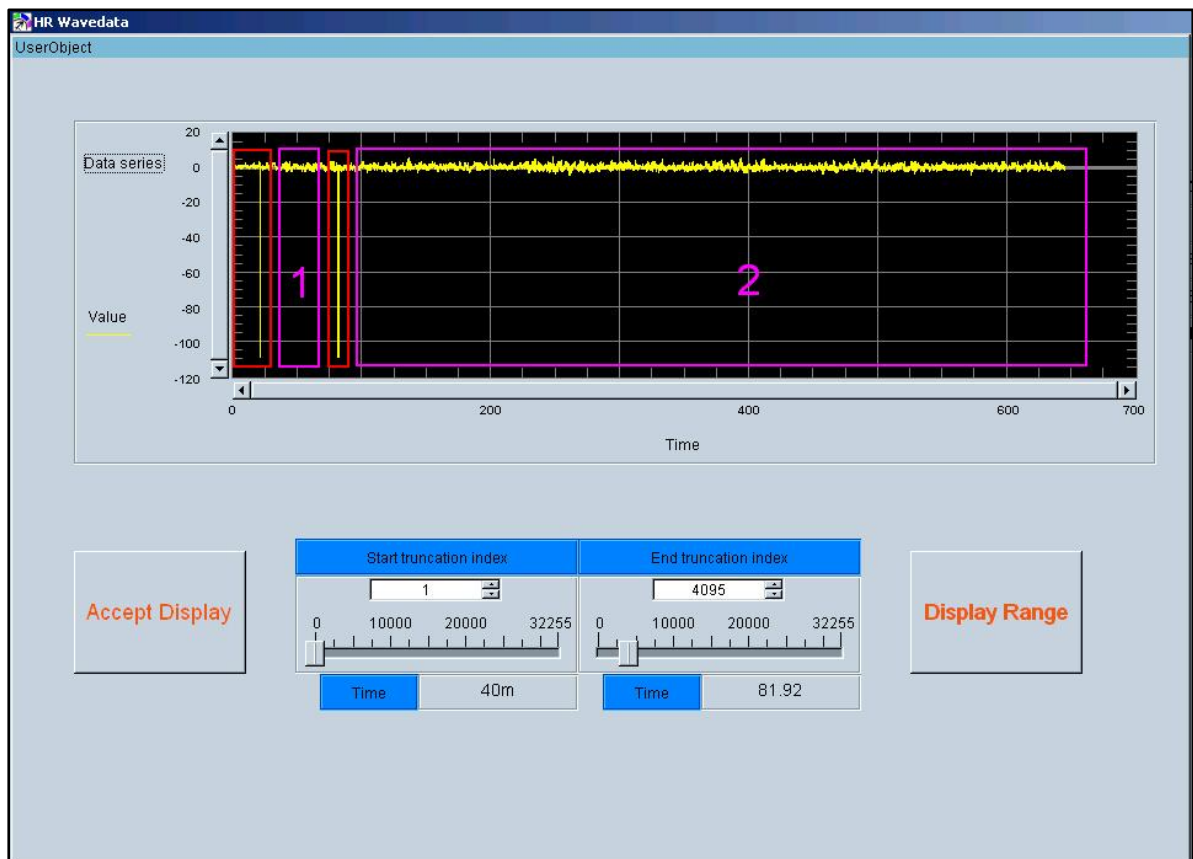 HR Wavedata
UserObject
Data series
Value
20
0
-20
-40
-60
-80
-100
-120
1
2
0 200 400 600 700
Time
Accept Display
Start truncation index End truncation index
1 4095
0 10000 20000 32255 0 10000 20000 32255
Time 40m Time 81.92
Display Range